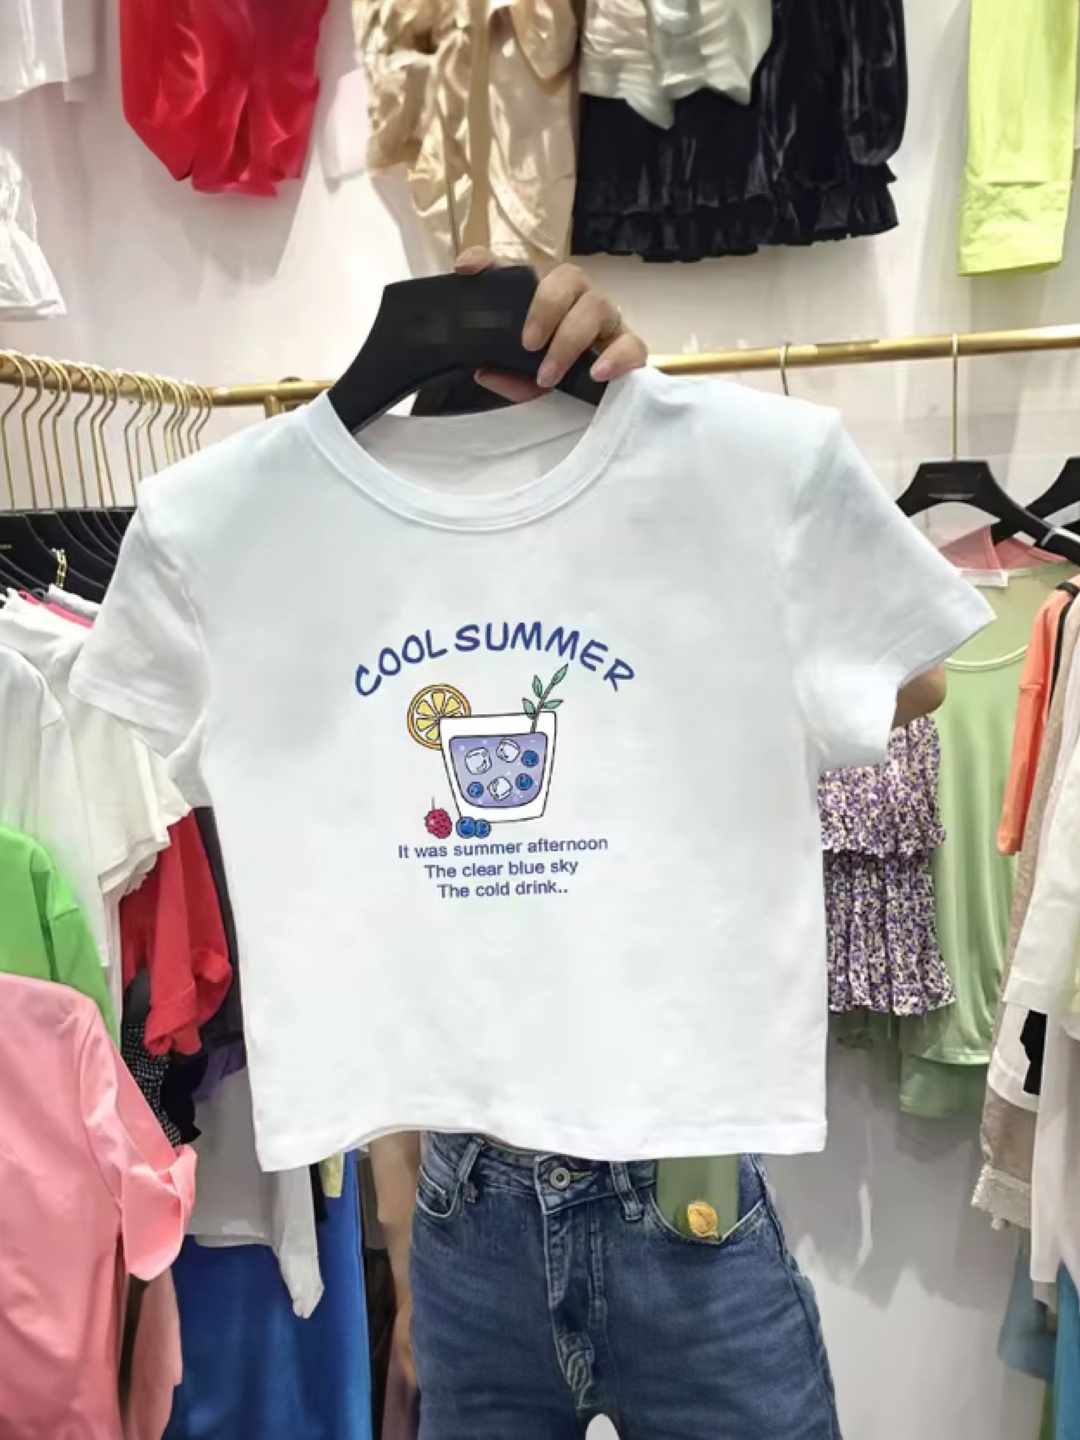 COOL SUMMER
It was summer afternoon
The clear blue sky
The cold drink..